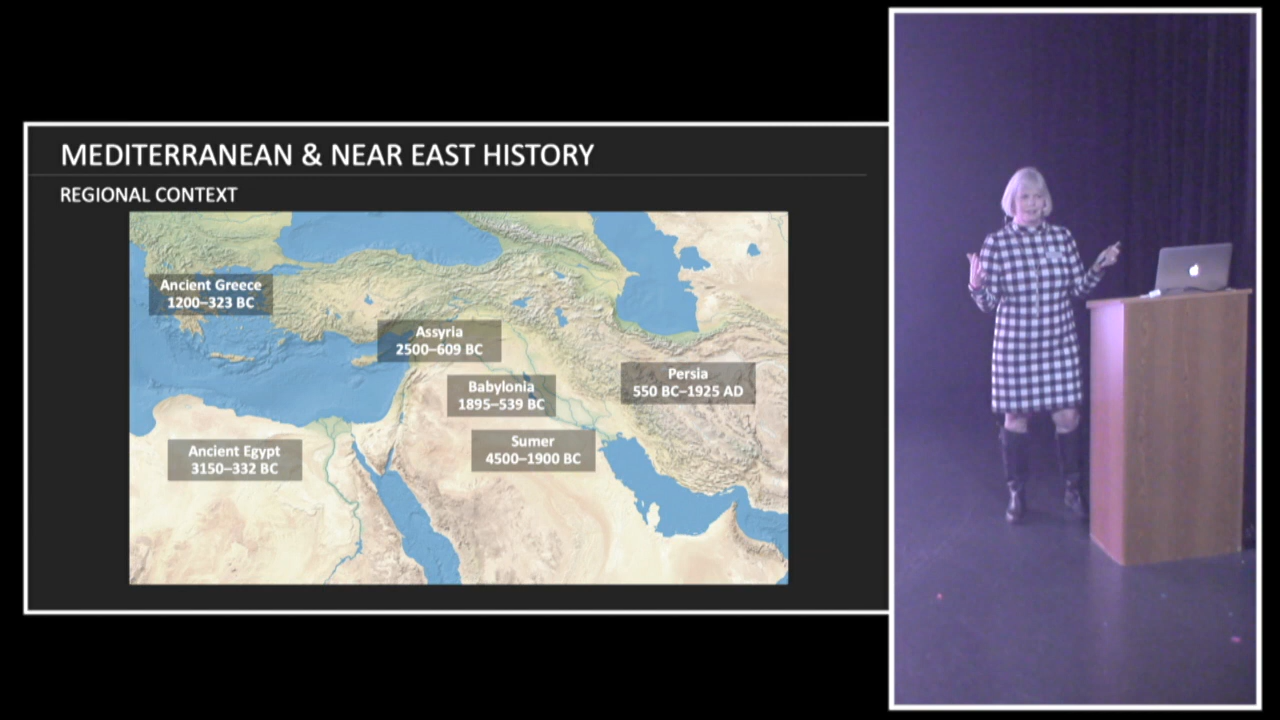 MEDITERRANEAN & NEAR EAST HISTORY
REGIONAL CONTEXT
Ancient Greece
1200–323 BC
Assyria
2500–609 BC
Babylonia
1895–539 BC
Persia
550 BC–1925 AD
Sumer
4500–1900 BC
Ancient Egypt
3150–332 BC